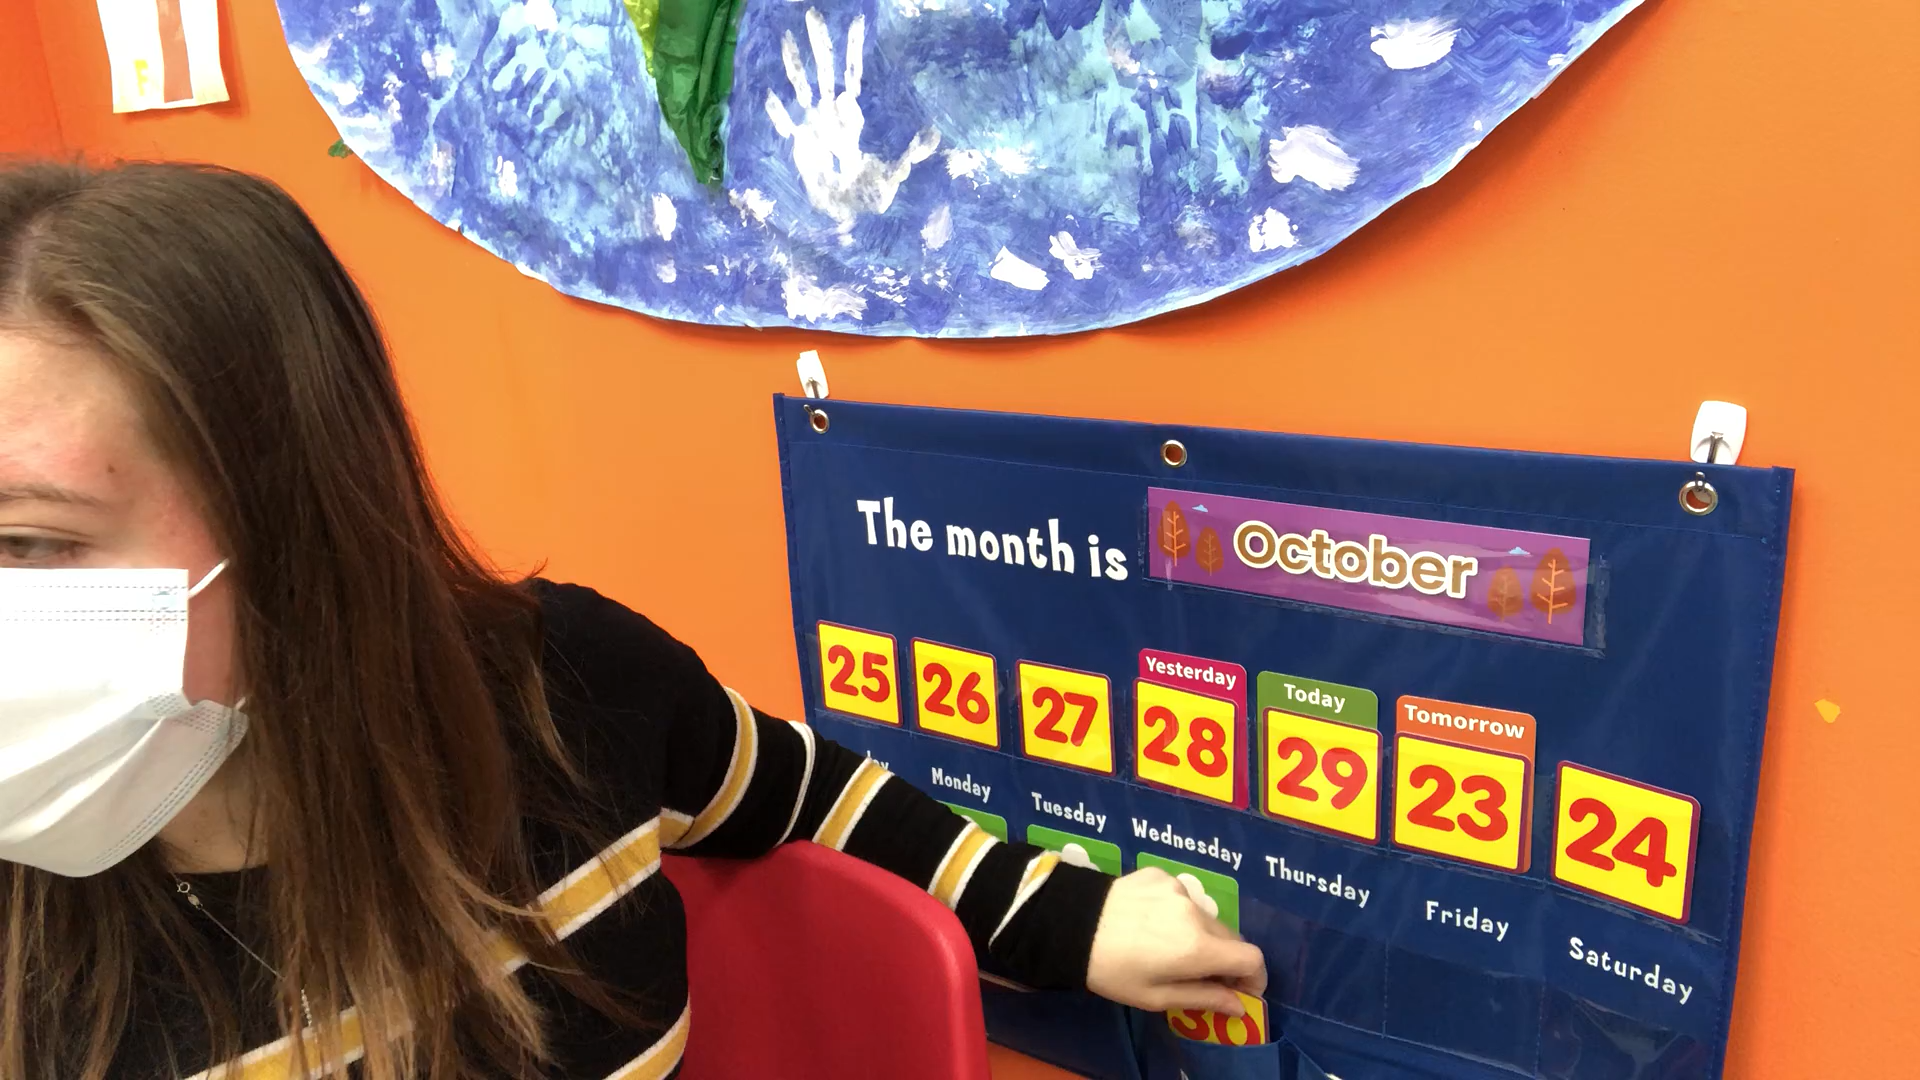 F
The month is October
Yesterday Today Tomorrow
25 26 27 28 29 23 24
Monday Tuesday Wednesday Thursday Friday Saturday
30